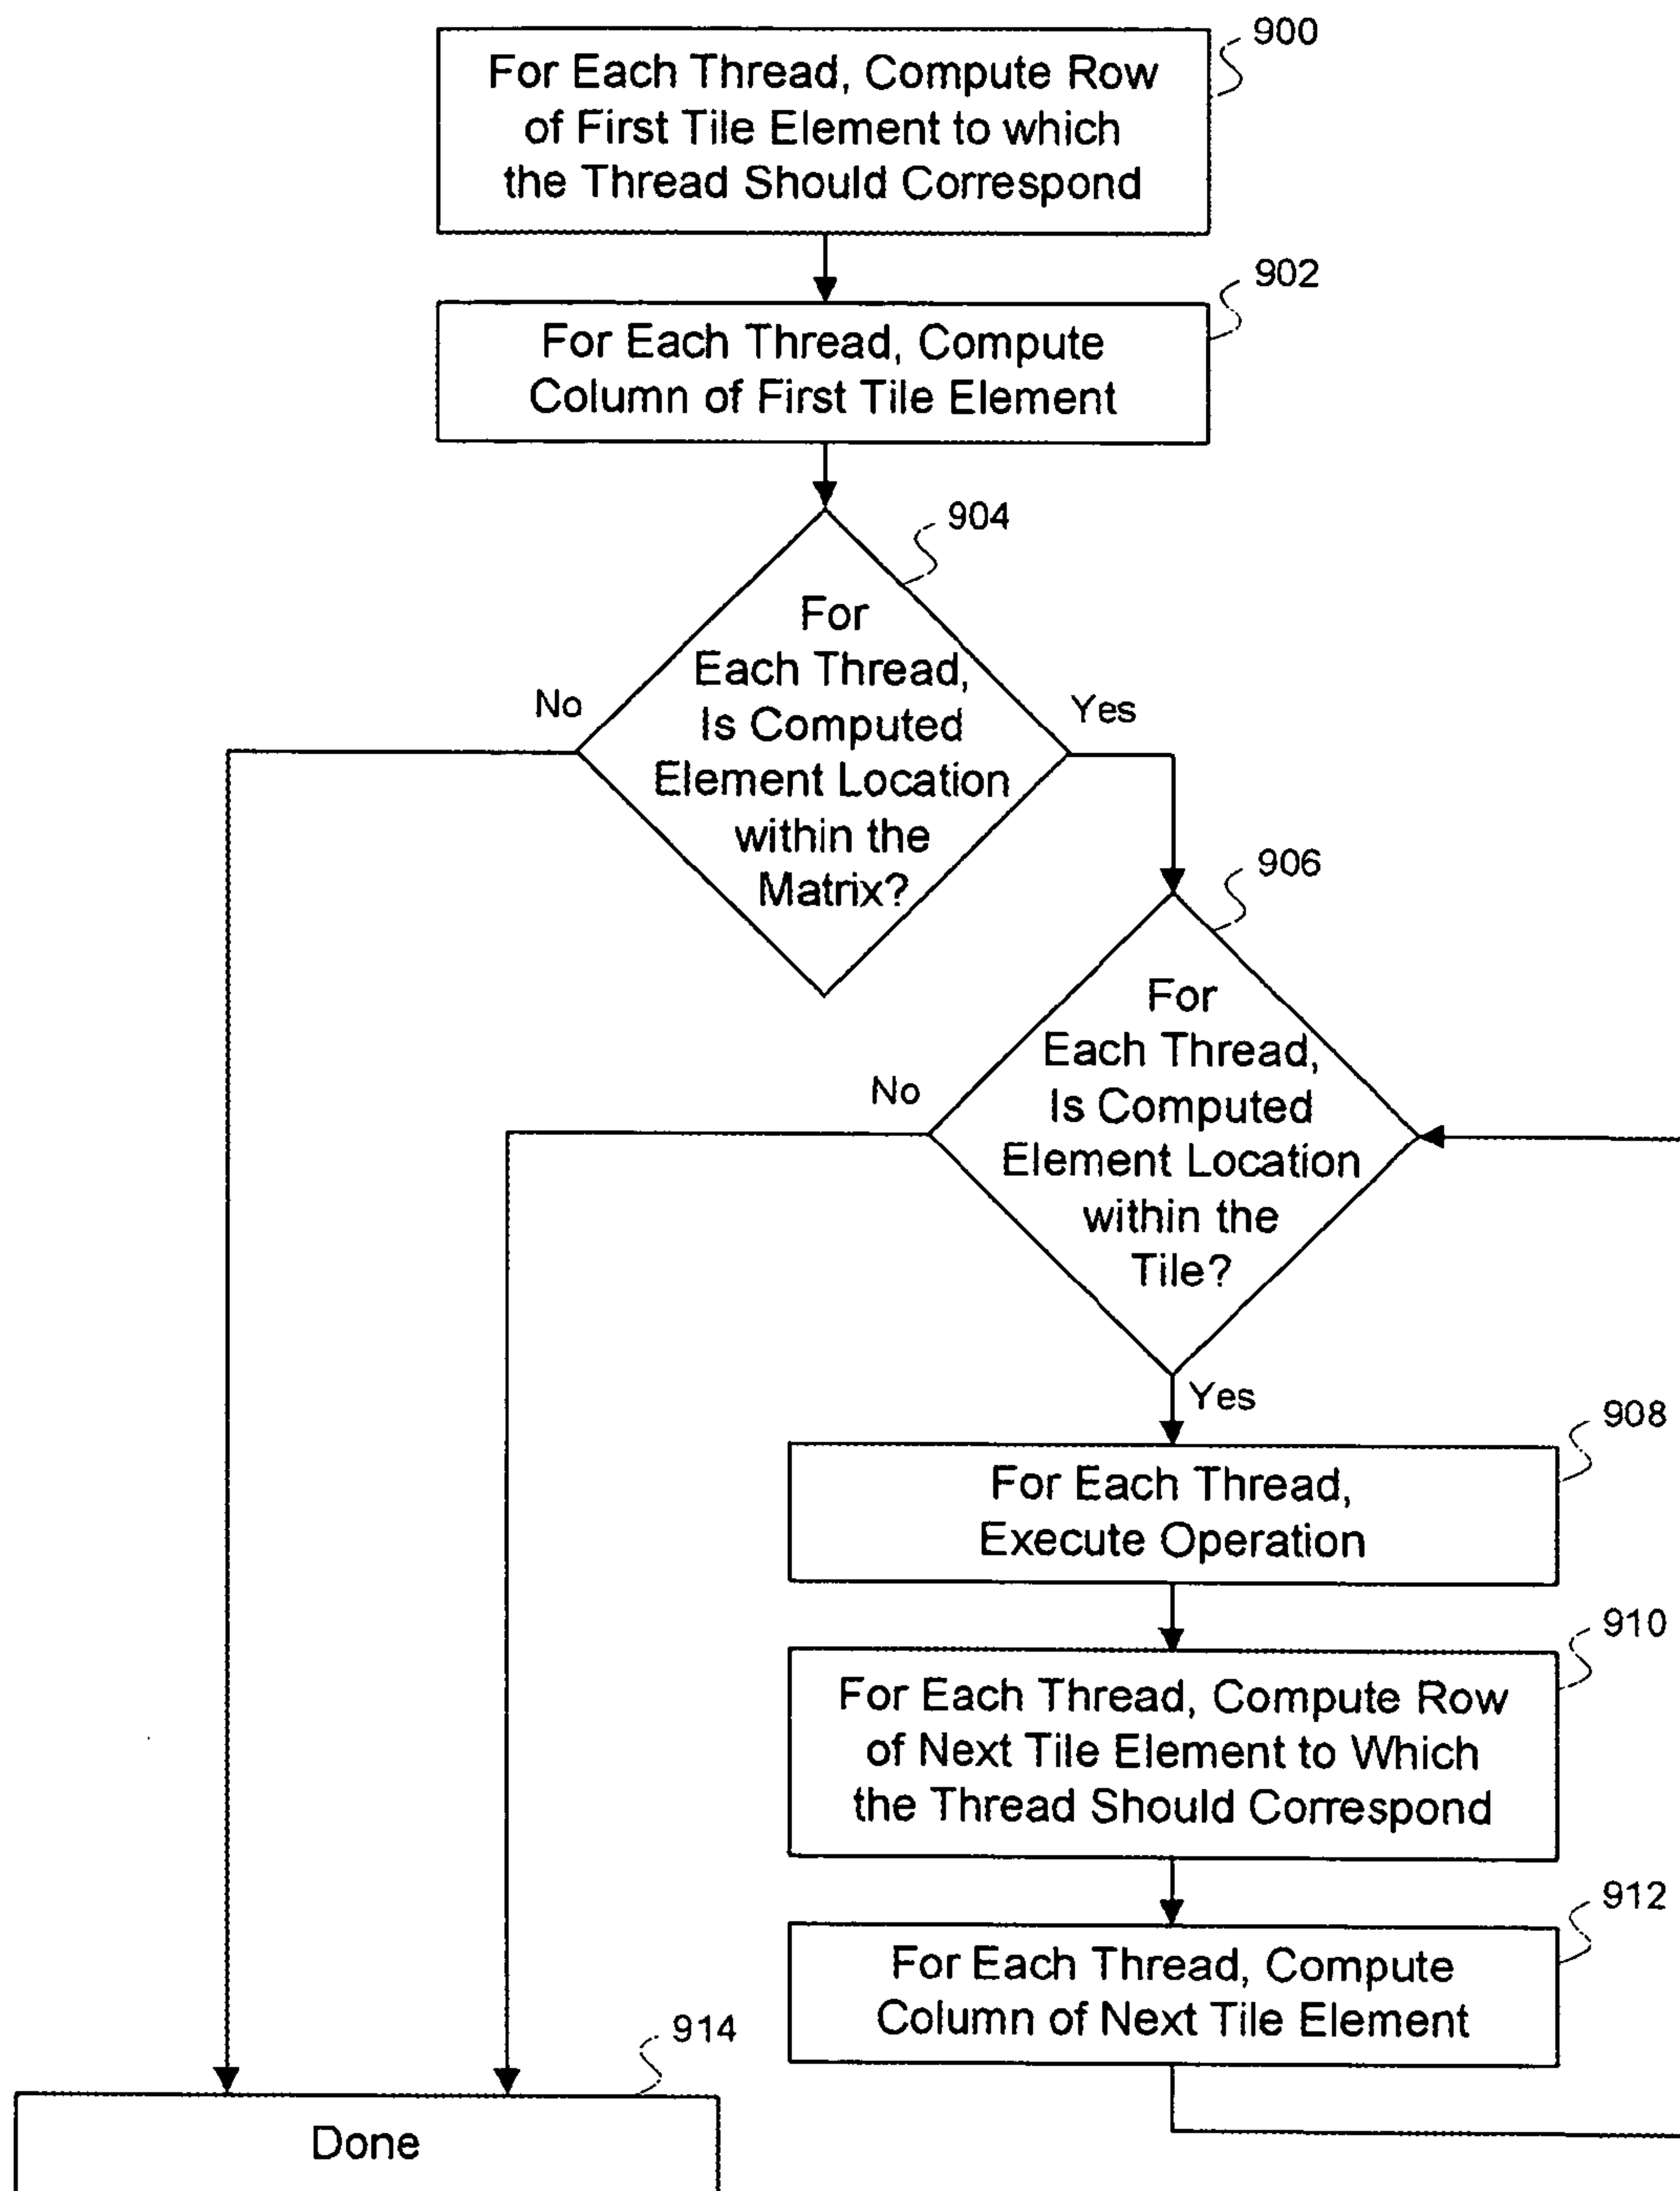 900
For Each Thread, Compute Row
of First Tile Element to which
the Thread Should Correspond
902
For Each Thread, Compute
Column of First Tile Element
904
For
Each Thread,
Is Computed
Element Location
within the
Matrix?
No
Yes
906
For
Each Thread,
Is Computed
Element Location
within the
Tile?
No
Yes
908
For Each Thread,
Execute Operation
910
For Each Thread, Compute Row
of Next Tile Element to Which
the Thread Should Correspond
912
For Each Thread, Compute
Column of Next Tile Element
914
Done